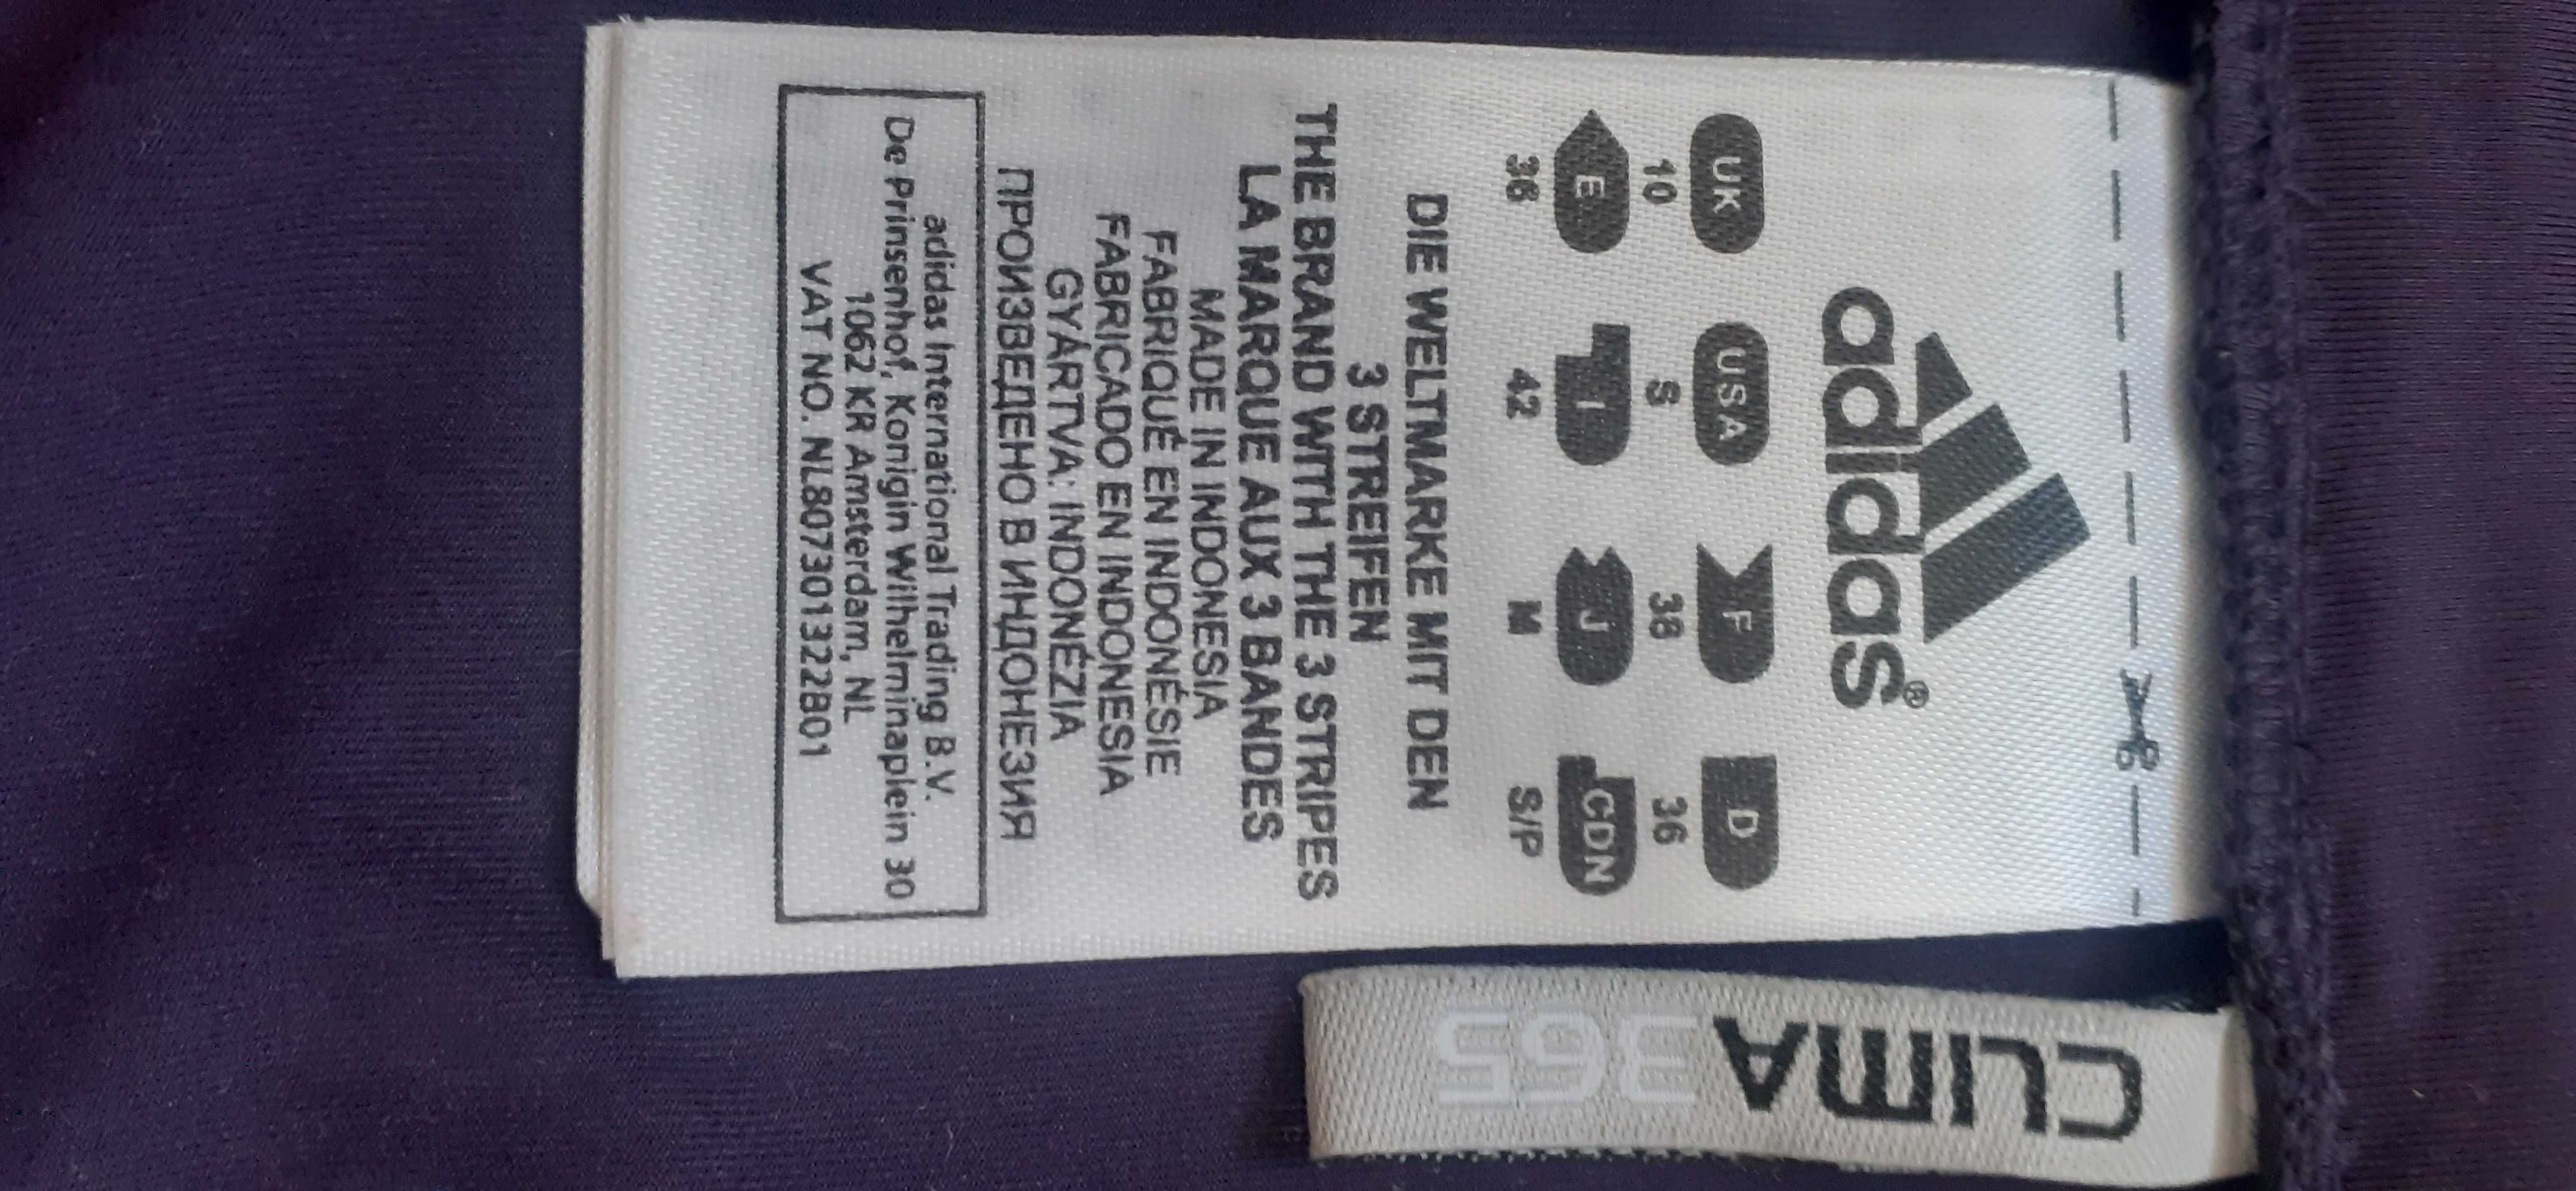 adidas®
UK USA F D
10 S 38 36
E I J CDN
36 42 M S/P
DIE WELTMARKE MIT DEN
3 STREIFEN
THE BRAND WITH THE 3 STRIPES
LA MARQUE AUX 3 BANDES
MADE IN INDONESIA
FABRIQUÉ EN INDONÉSIE
FABRICADO EN INDONESIA
GYÁRTVA: INDONÉZIA
ПРОИЗВЕДЕНО В ИНДОНЕЗИЯ
adidas International Trading B.V.
De Prinsenhof, Konigin Wilhelminaplein 30
1062 KR Amsterdam, NL
VAT NO. NL807301322B01
CLIMA365